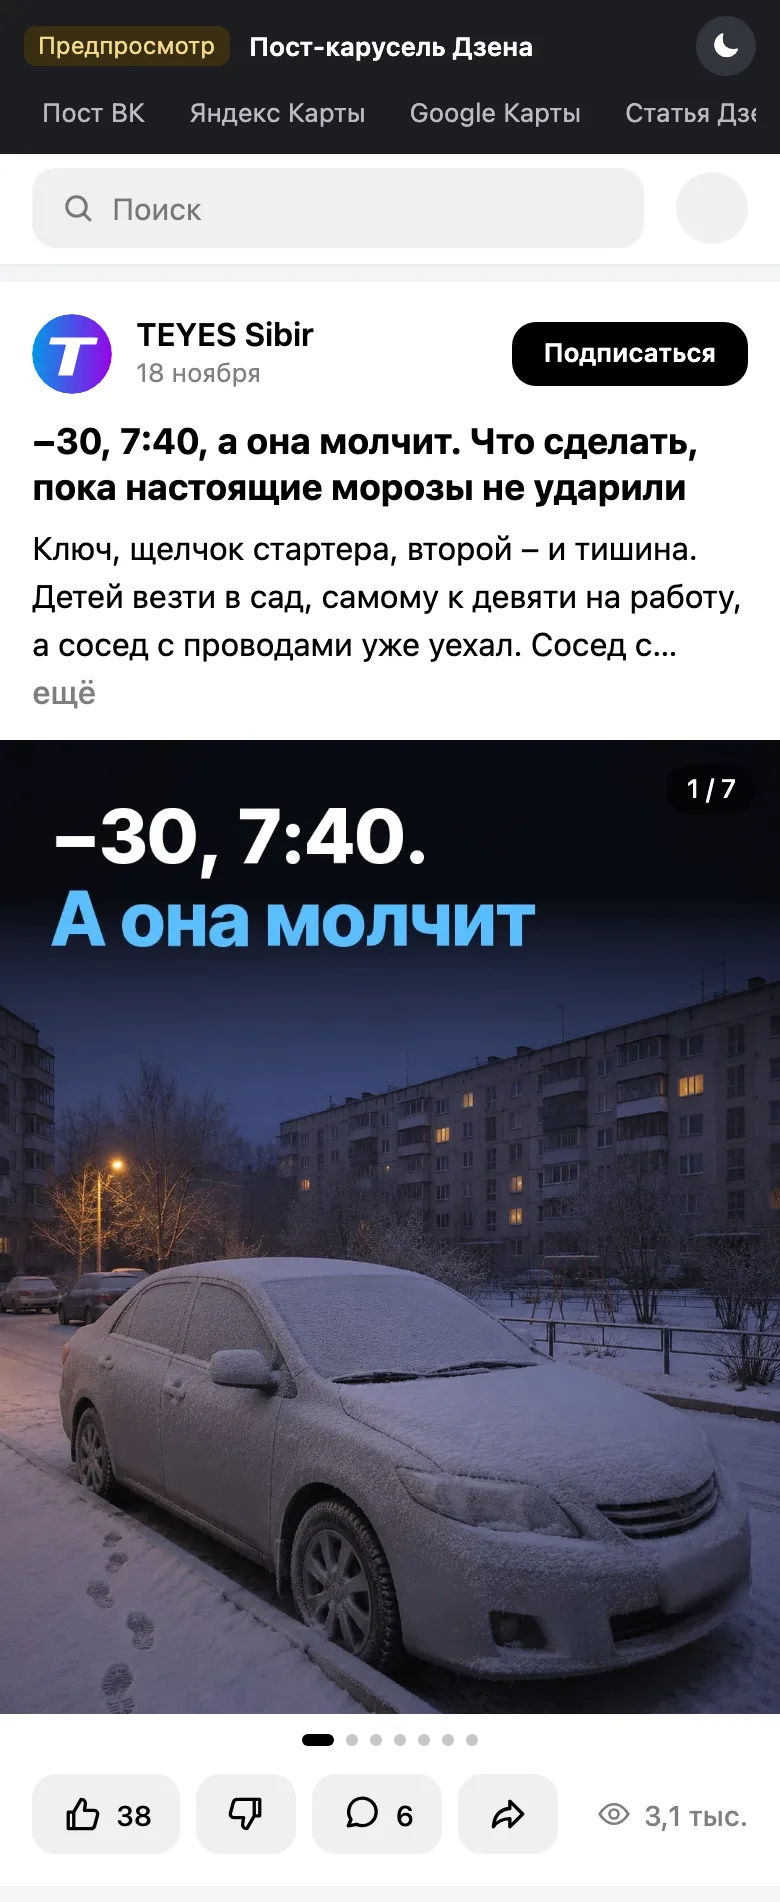 Предпросмотр Пост-карусель Дзена
Пост ВК Яндекс Карты Google Карты Статья Дзе
Поиск
T
TEYES Sibir
18 ноября
Подписаться
–30, 7:40, а она молчит. Что сделать,
пока настоящие морозы не ударили
Ключ, щелчок стартера, второй – и тишина.
Детей везти в сад, самому к девяти на работу,
а сосед с проводами уже уехал. Сосед с...
ещё
1 / 7
–30, 7:40.
А она молчит
38
6
3,1 тыс.